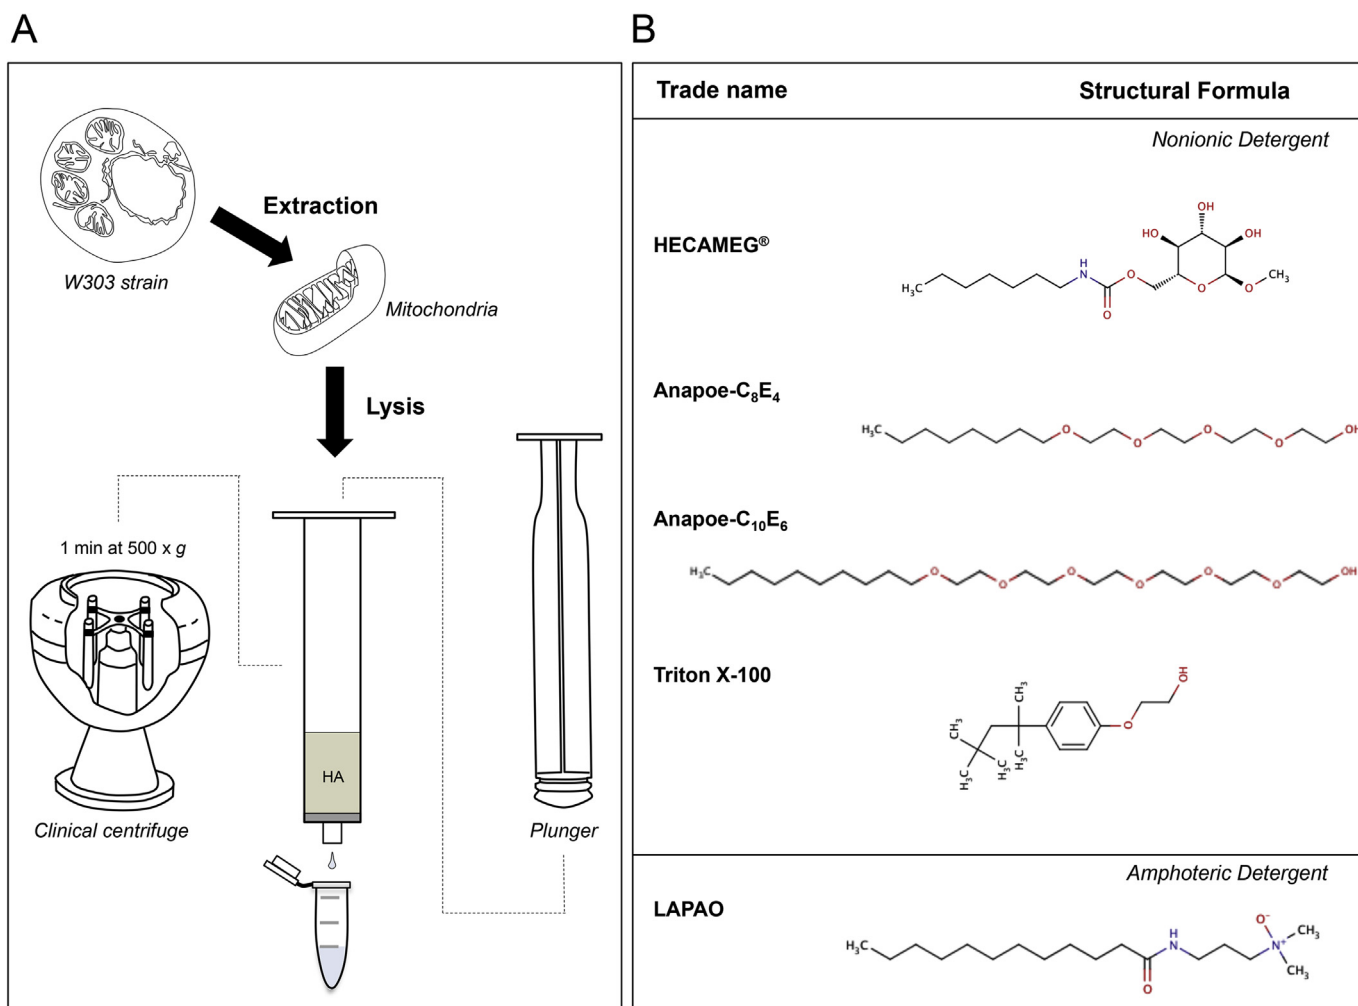 A
Extraction
W303 strain
Mitochondria
Lysis
1 min at 500 x g
HA
Clinical centrifuge
Plunger
B
Trade name Structural Formula
Nonionic Detergent
HECAMEG®
OH
HO OH
H
N O
H₃C O O CH₃
O
Anapoe-C₈E₄
H₃C O O O O OH
Anapoe-C₁₀E₆
H₃C O O O O O O OH
Triton X-100
OH
CH₃
CH₃ O
CH₃ H₃C
H₃C
Amphoteric Detergent
LAPAO
O⁻
H CH₃
H₃C N N⁺
O CH₃